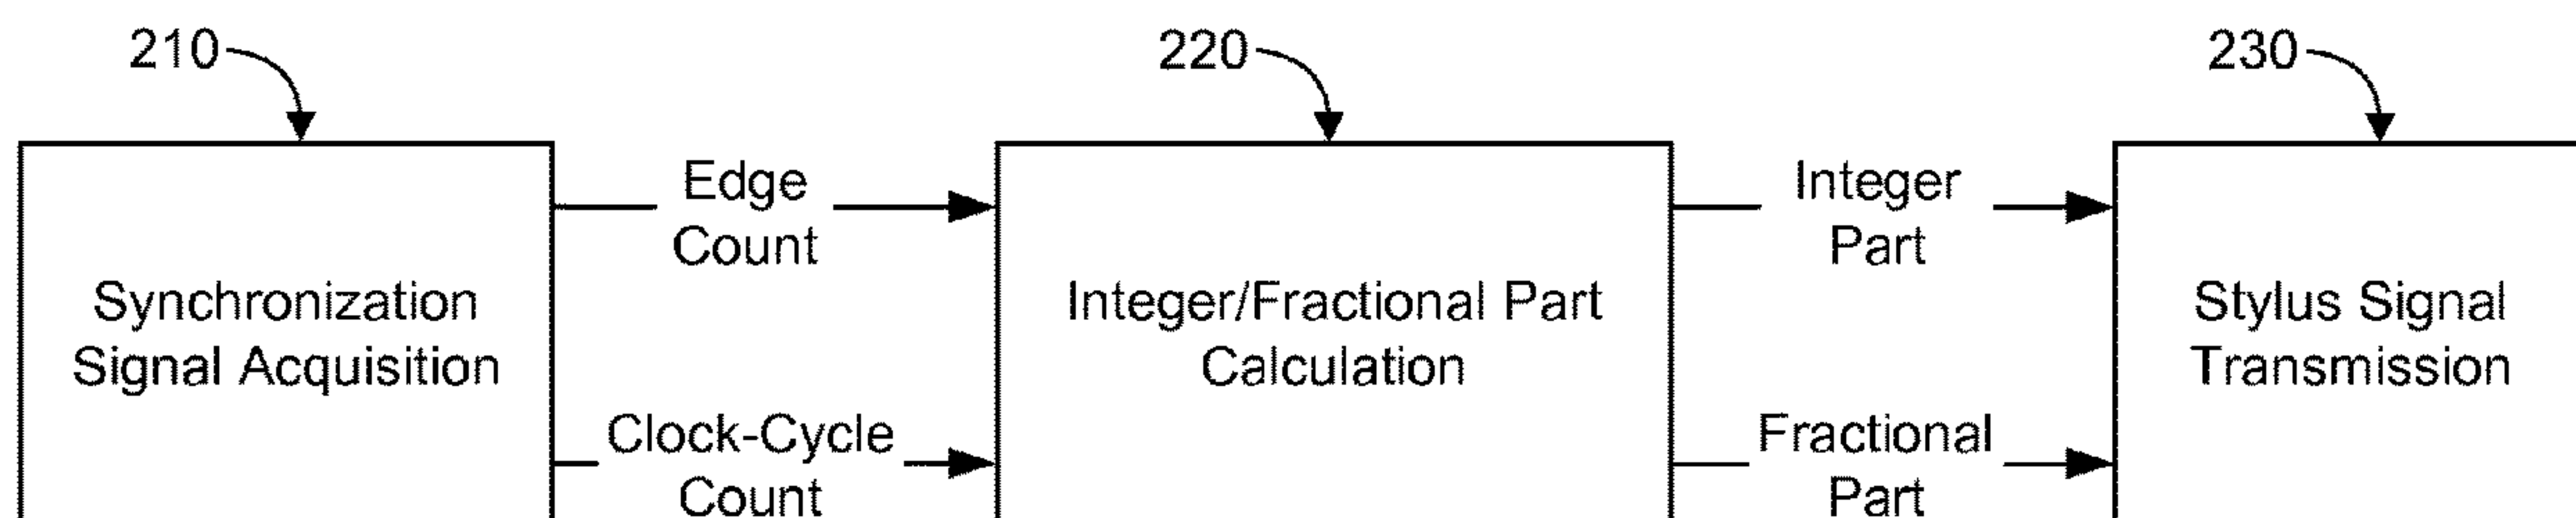 210
220
230
Synchronization
Signal Acquisition
Edge
Count
Clock-Cycle
Count
Integer/Fractional Part
Calculation
Integer
Part
Fractional
Part
Stylus Signal
Transmission